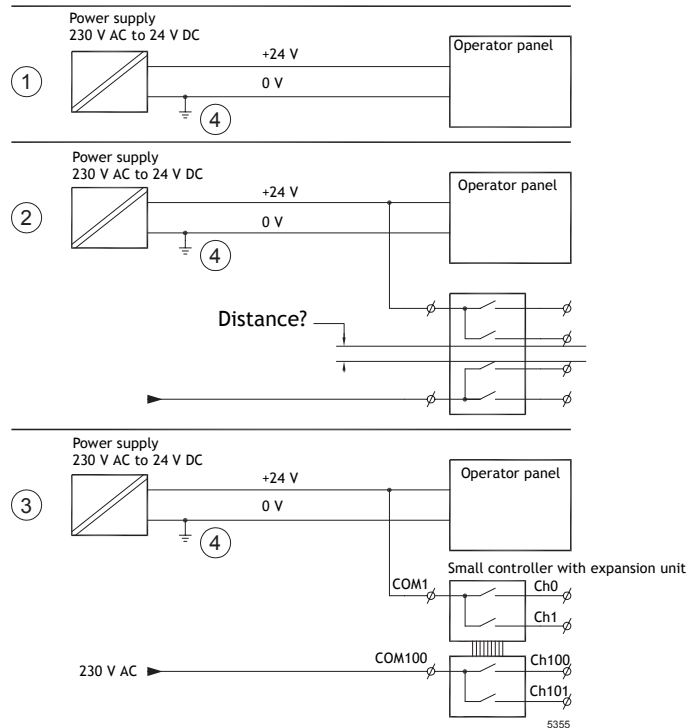 Power supply
230 V AC to 24 V DC
+24 V
Operator panel
1
0 V
4
Power supply
230 V AC to 24 V DC
+24 V
Operator panel
2
0 V
4
Distance?
Power supply
230 V AC to 24 V DC
+24 V
Operator panel
3
0 V
4
Small controller with expansion unit
COM1
Ch0
Ch1
COM100
Ch100
230 V AC
Ch101
5355